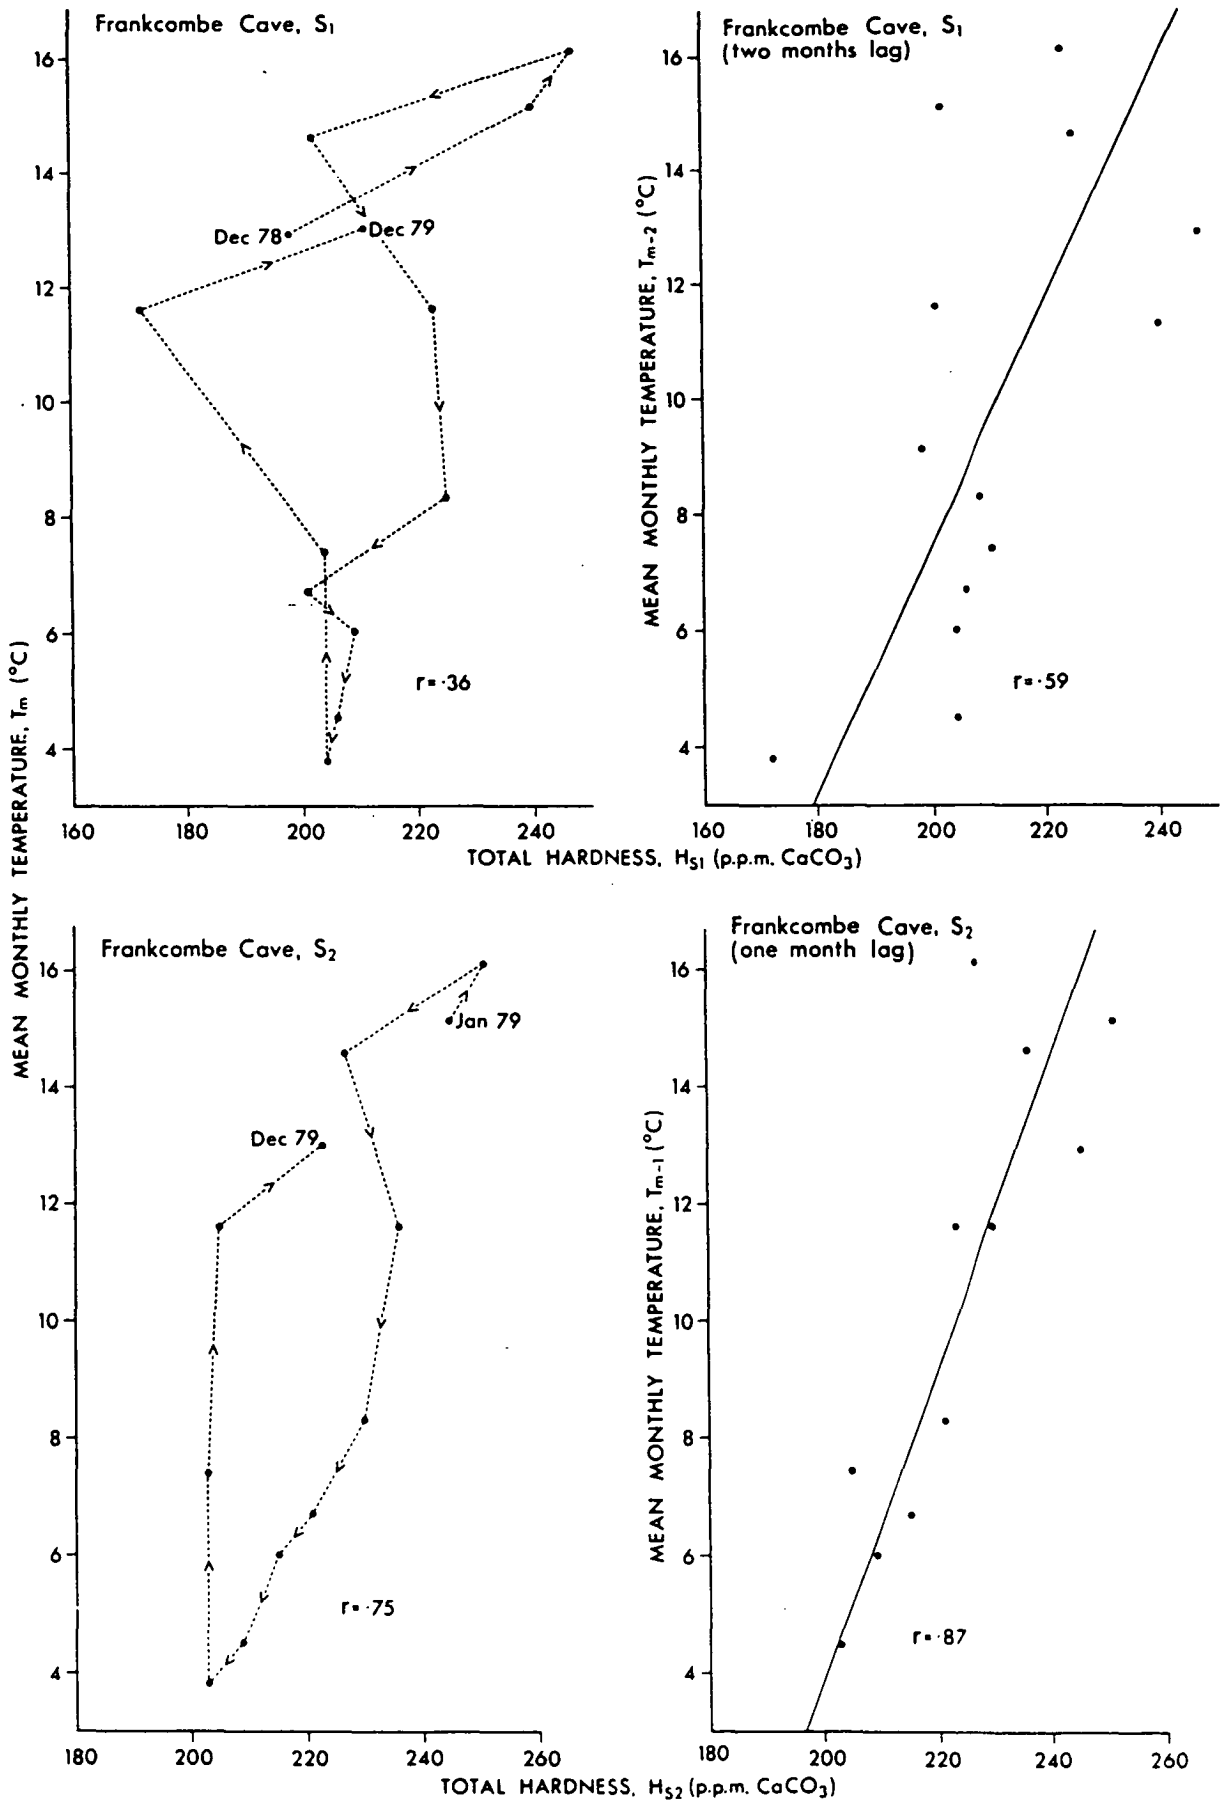 Frankcombe Cave, S1
16
14
12
10
8
6
4
160
180
200
220
240
Dec 78
Dec 79
r=·36
Frankcombe Cave, S1
(two months lag)
MEAN MONTHLY TEMPERATURE, Tm-2 (°C)
16
14
12
10
8
6
4
160
180
200
220
240
r=·59
TOTAL HARDNESS, HS1 (p.p.m. CaCO3)
MEAN MONTHLY TEMPERATURE, Tm (°C)
Frankcombe Cave, S2
16
14
12
10
8
6
4
180
200
220
240
260
Jan 79
Dec 79
r=·75
Frankcombe Cave, S2
(one month lag)
MEAN MONTHLY TEMPERATURE, Tm-1 (°C)
16
14
12
10
8
6
4
180
200
220
240
260
r=·87
TOTAL HARDNESS, HS2 (p.p.m. CaCO3)